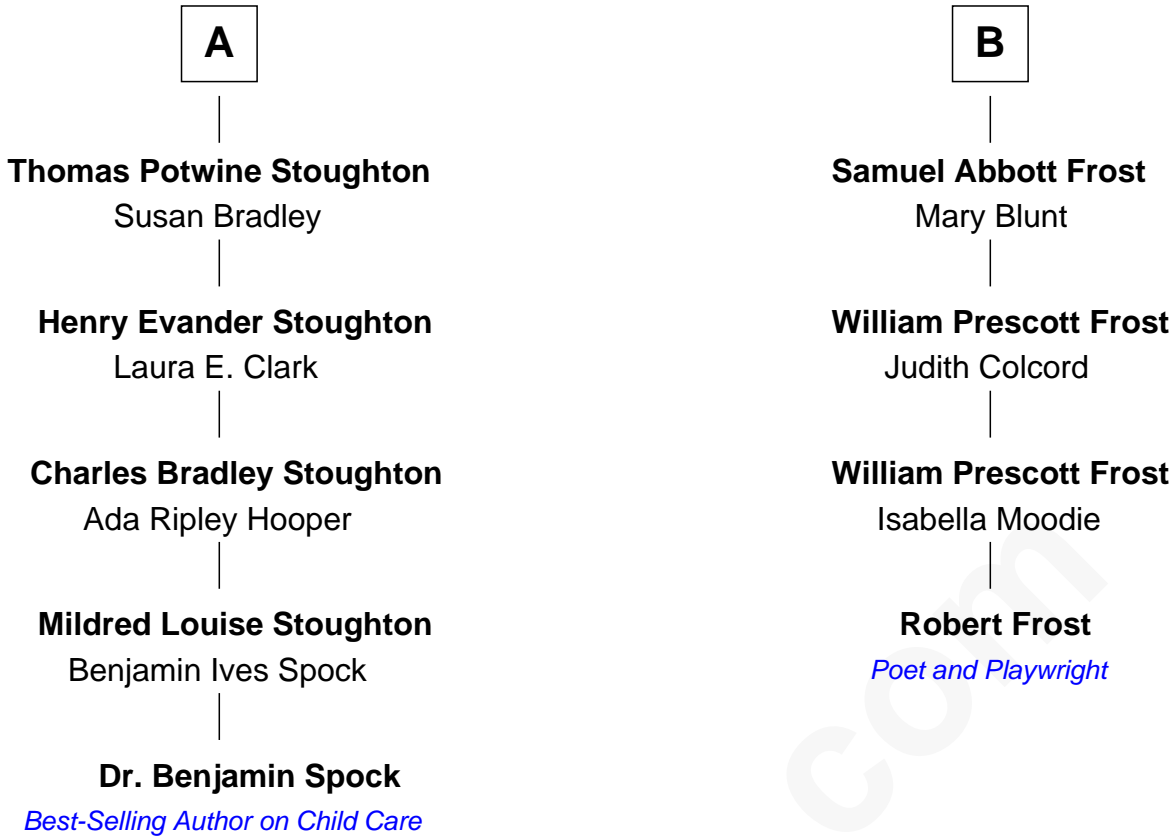 A
Thomas Potwine Stoughton
Susan Bradley
Henry Evander Stoughton
Laura E. Clark
Charles Bradley Stoughton
Ada Ripley Hooper
Mildred Louise Stoughton
Benjamin Ives Spock
Dr. Benjamin Spock
Best-Selling Author on Child Care
B
Samuel Abbott Frost
Mary Blunt
William Prescott Frost
Judith Colcord
William Prescott Frost
Isabella Moodie
Robert Frost
Poet and Playwright
com